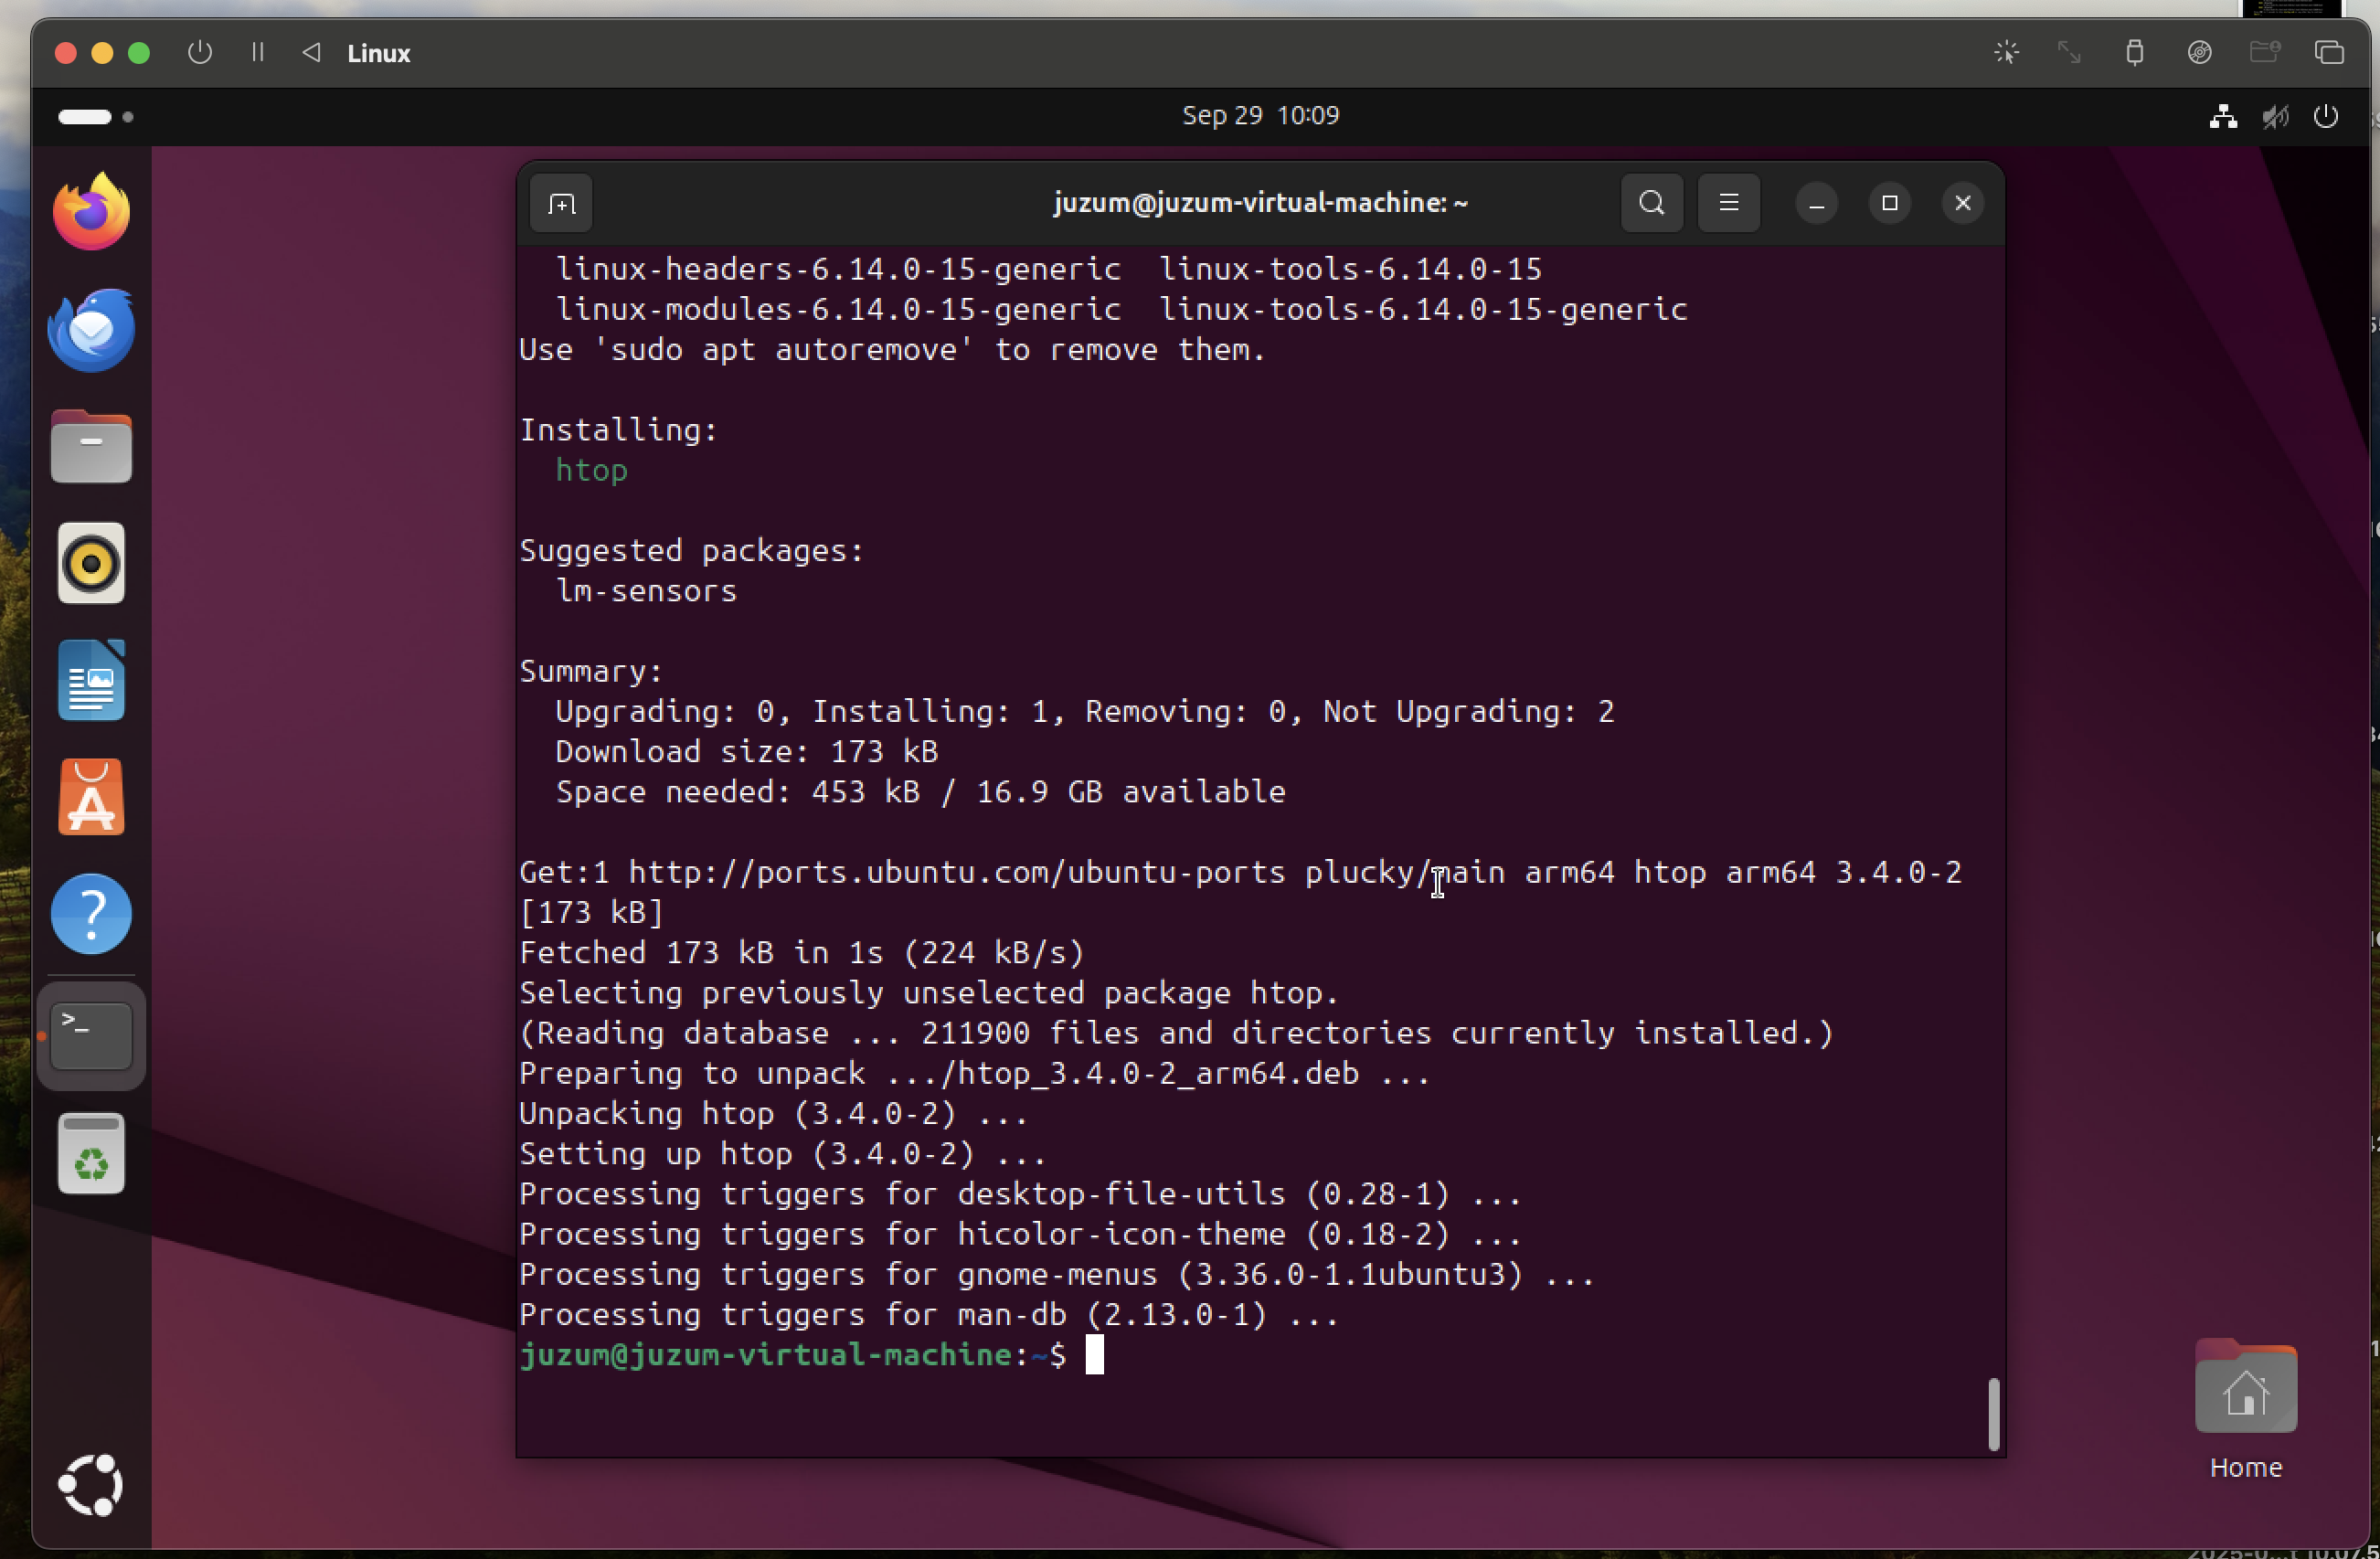 Linux
Sep 29 10:09
juzum@juzum-virtual-machine: ~
linux-headers-6.14.0-15-generic linux-tools-6.14.0-15
linux-modules-6.14.0-15-generic linux-tools-6.14.0-15-generic
Use 'sudo apt autoremove' to remove them.
Installing:
htop
Suggested packages:
lm-sensors
Summary:
Upgrading: 0, Installing: 1, Removing: 0, Not Upgrading: 2
Download size: 173 kB
Space needed: 453 kB / 16.9 GB available
Get:1 http://ports.ubuntu.com/ubuntu-ports plucky/main arm64 htop arm64 3.4.0-2
[173 kB]
Fetched 173 kB in 1s (224 kB/s)
Selecting previously unselected package htop.
(Reading database ... 211900 files and directories currently installed.)
Preparing to unpack .../htop_3.4.0-2_arm64.deb ...
Unpacking htop (3.4.0-2) ...
Setting up htop (3.4.0-2) ...
Processing triggers for desktop-file-utils (0.28-1) ...
Processing triggers for hicolor-icon-theme (0.18-2) ...
Processing triggers for gnome-menus (3.36.0-1.1ubuntu3) ...
Processing triggers for man-db (2.13.0-1) ...
juzum@juzum-virtual-machine:~$
Home